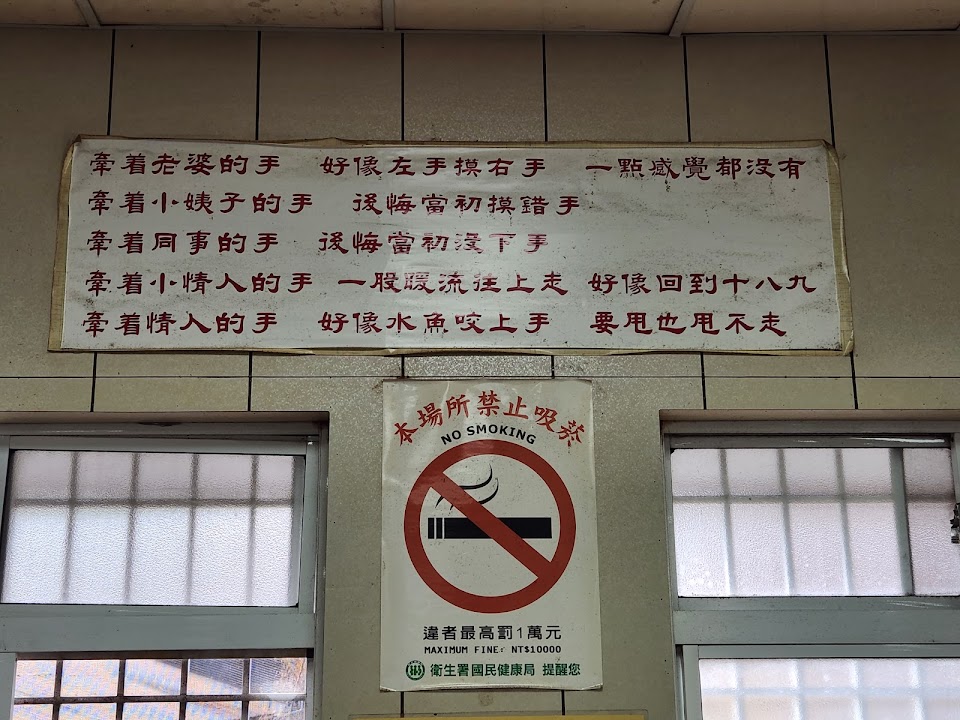 牽着老婆的手 好像左手摸右手 一點感覺都没有
牽着小姨子的手 後悔當初摸錯手
牽着同事的手 後悔當初没下手
牽着小情人的手 一股暖流往上走 好像回到十八九
牽着情人的手 好像水魚咬上手 要甩也甩不走
本場所禁止吸菸
NO SMOKING
違者最高罰1萬元
MAXIMUM FINE: NT$10000
衛生署國民健康局 提醒您